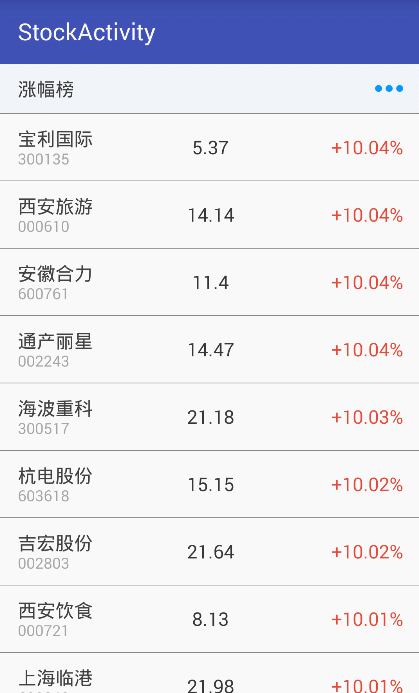 StockActivity
涨幅榜
宝利国际
300135
5.37
+10.04%
西安旅游
000610
14.14
+10.04%
安徽合力
600761
11.4
+10.04%
通产丽星
002243
14.47
+10.04%
海波重科
300517
21.18
+10.03%
杭电股份
603618
15.15
+10.02%
吉宏股份
002803
21.64
+10.02%
西安饮食
000721
8.13
+10.01%
上海临港
21.98
+10.01%